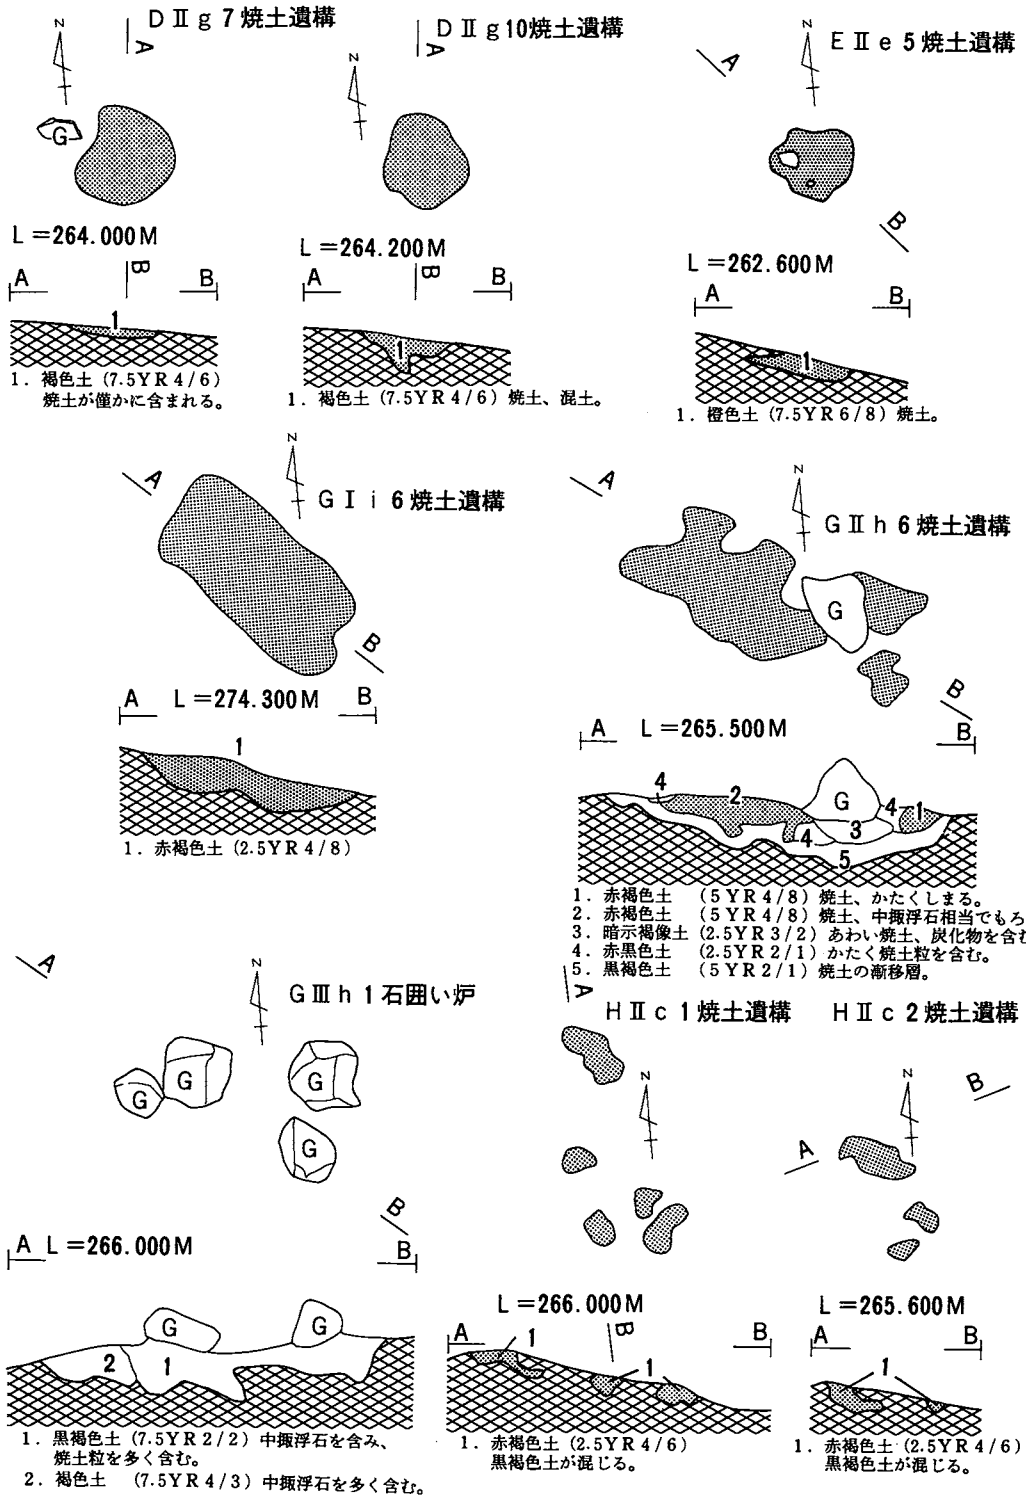 DⅡg7焼土遺構
N
A
G
L=264.000M
B
A B
1
1. 褐色土 (7.5YR4/6)
焼土が僅かに含まれる。
DⅡg10焼土遺構
N
A
L=264.200M
B
A B
1
1. 褐色土 (7.5YR4/6) 焼土、混土。
EⅡe5焼土遺構
N
A
B
L=262.600M
A B
1
1. 橙色土 (7.5YR6/8) 焼土。
GⅠi6焼土遺構
N
A
B
A L=274.300M B
1
1. 赤褐色土 (2.5YR4/8)
GⅡh6焼土遺構
N
A
G
B
A L=265.500M B
4 2 G 4 1
4 3
5
1. 赤褐色土 (5YR4/8) 焼土、かたくしまる。
2. 赤褐色土 (5YR4/8) 焼土、中掫浮石相当でもろ
3. 暗示褐像土 (2.5YR3/2) あわい焼土、炭化物を含む
4. 赤黒色土 (2.5YR2/1) かたく焼土粒を含む。
5. 黒褐色土 (5YR2/1) 焼土の漸移層。
GⅢh1石囲い炉
N
A
G G G
G
B
A L=266.000M B
G G
2 1
1. 黒褐色土 (7.5YR2/2) 中掫浮石を含み、
焼土粒を多く含む。
2. 褐色土 (7.5YR4/3) 中掫浮石を多く含む。
HⅡc1焼土遺構
A
N
L=266.000M
A B B
1 1
1. 赤褐色土 (2.5YR4/6)
黒褐色土が混じる。
HⅡc2焼土遺構
N
B
A
L=265.600M
A B
1
1. 赤褐色土 (2.5YR4/6)
黒褐色土が混じる。